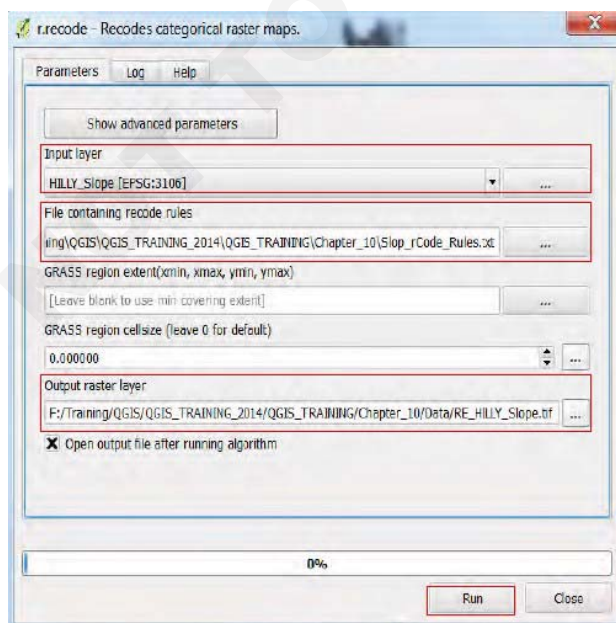 r.recode - Recodes categorical raster maps.
Parameters Log Help
Show advanced parameters
Input layer
HILLY_Slope [EPSG:3106] ...
File containing recode rules
ing\QGIS\QGIS_TRAINING_2014\QGIS_TRAINING\Chapter_10\Slop_rCode_Rules.txt ...
GRASS region extent(xmin, xmax, ymin, ymax)
[Leave blank to use min covering extent] ...
GRASS region cellsize (leave 0 for default)
0.000000 ...
Output raster layer
F:/Training/QGIS/QGIS_TRAINING_2014/QGIS_TRAINING/Chapter_10/Data/RE_HILLY_Slope.tif ...
Open output file after running algorithm
0%
Run Close